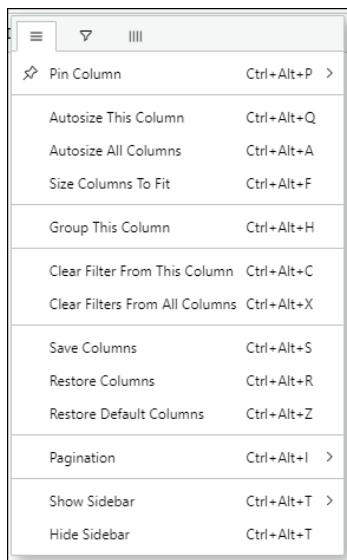 Pin Column Ctrl+Alt+P
Autosize This Column Ctrl+Alt+Q
Autosize All Columns Ctrl+Alt+A
Size Columns To Fit Ctrl+Alt+F
Group This Column Ctrl+Alt+H
Clear Filter From This Column Ctrl+Alt+C
Clear Filters From All Columns Ctrl+Alt+X
Save Columns Ctrl+Alt+S
Restore Columns Ctrl+Alt+R
Restore Default Columns Ctrl+Alt+Z
Pagination Ctrl+Alt+I
Show Sidebar Ctrl+Alt+T
Hide Sidebar Ctrl+Alt+T